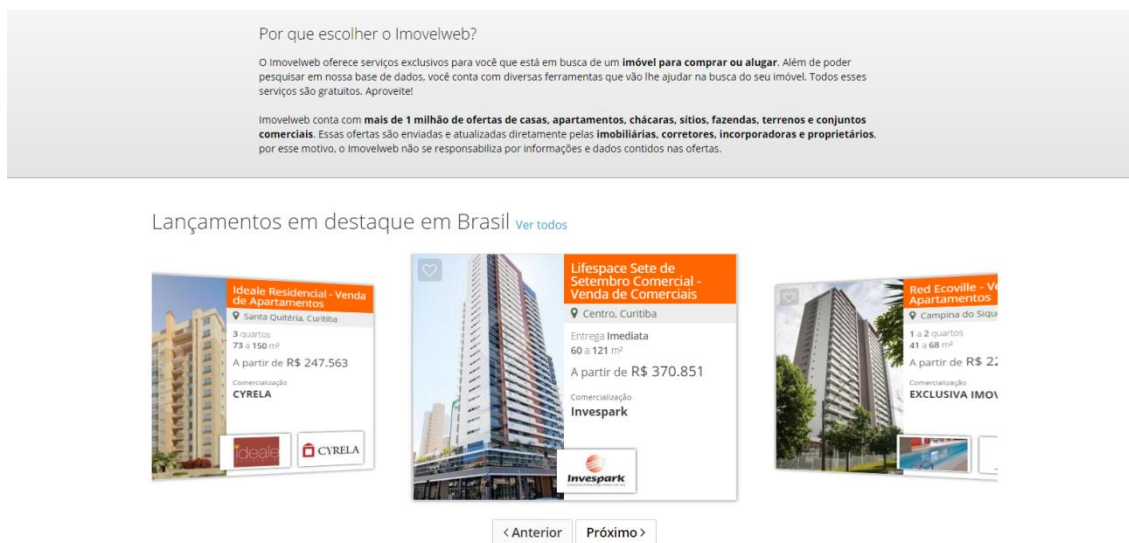 Por que escolher o Imovelweb?
O Imovelweb oferece serviços exclusivos para você que está em busca de um imóvel para comprar ou alugar. Além de poder
pesquisar em nossa base de dados, você conta com diversas ferramentas que vão lhe ajudar na busca do seu imóvel. Todos esses
serviços são gratuitos. Aproveite!
Imovelweb conta com mais de 1 milhão de ofertas de casas, apartamentos, chácaras, sítios, fazendas, terrenos e conjuntos
comerciais. Essas ofertas são enviadas e atualizadas diretamente pelas imobiliárias, corretores, incorporadoras e proprietários,
por esse motivo, o Imovelweb não se responsabiliza por informações e dados contidos nas ofertas.
Lançamentos em destaque em Brasil Ver todos
Ideale Residencial - Venda
de Apartamentos
Santa Quitéria, Curitiba
3 quartos
73 a 150 m²
A partir de R$ 247.563
Comercialização
CYRELA
ideale
CYRELA
Lifespace Sete de
Setembro Comercial -
Venda de Comerciais
Centro, Curitiba
Entrega Imediata
60 a 121 m²
A partir de R$ 370.851
Comercialização
Invespark
Invespark
Red Ecoville - Ve
Apartamentos
Campina do Siqu
1 a 2 quartos
41 a 68 m²
A partir de R$ 22
Comercialização
EXCLUSIVA IMO
< Anterior
Próximo >